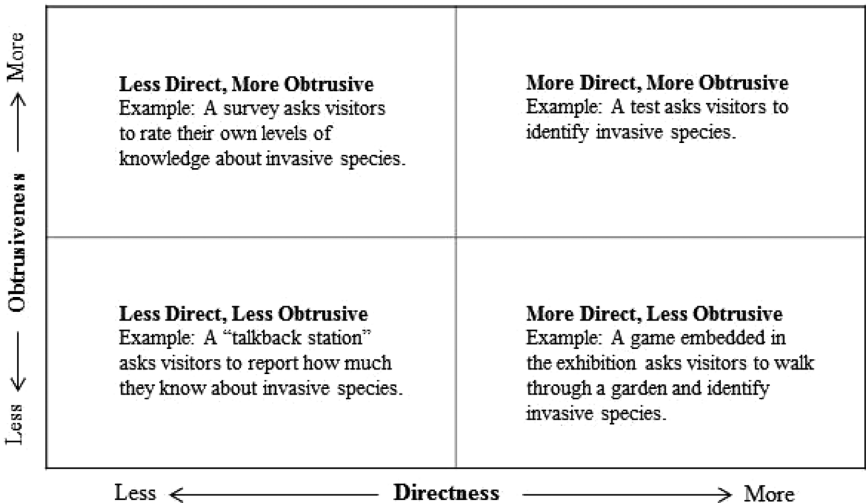 Less Direct, More Obtrusive
Example: A survey asks visitors
to rate their own levels of
knowledge about invasive species.
More Direct, More Obtrusive
Example: A test asks visitors to
identify invasive species.
Less Direct, Less Obtrusive
Example: A “talkback station”
asks visitors to report how much
they know about invasive species.
More Direct, Less Obtrusive
Example: A game embedded in
the exhibition asks visitors to walk
through a garden and identify
invasive species.
Less Obtrusiveness More
Less Directness More